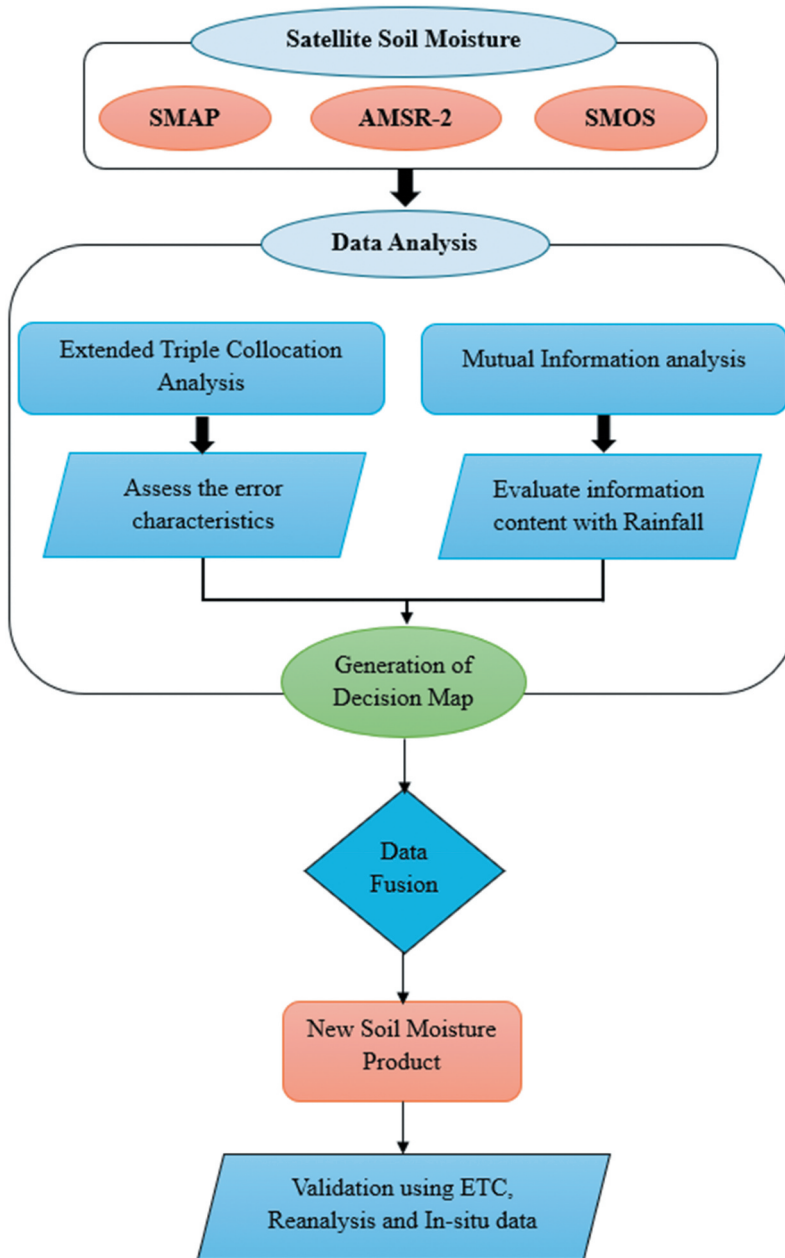 Satellite Soil Moisture
SMAP
AMSR-2
SMOS
Data Analysis
Extended Triple Collocation
Analysis
Mutual Information analysis
Assess the error
characteristics
Evaluate information
content with Rainfall
Generation of
Decision Map
Data
Fusion
New Soil Moisture
Product
Validation using ETC,
Reanalysis and In-situ data